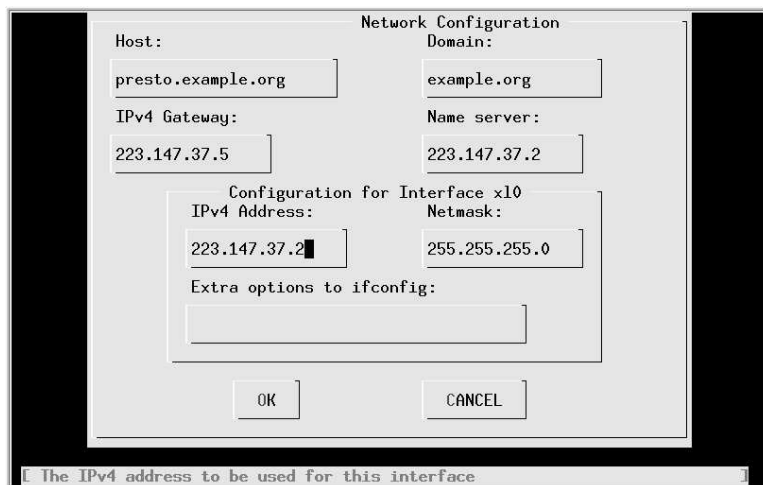 Network Configuration
Host: Domain:
presto.example.org example.org
IPv4 Gateway: Name server:
223.147.37.5 223.147.37.2
Configuration for Interface xl0
IPv4 Address: Netmask:
223.147.37.2 255.255.255.0
Extra options to ifconfig:
OK CANCEL
[ The IPv4 address to be used for this interface ]